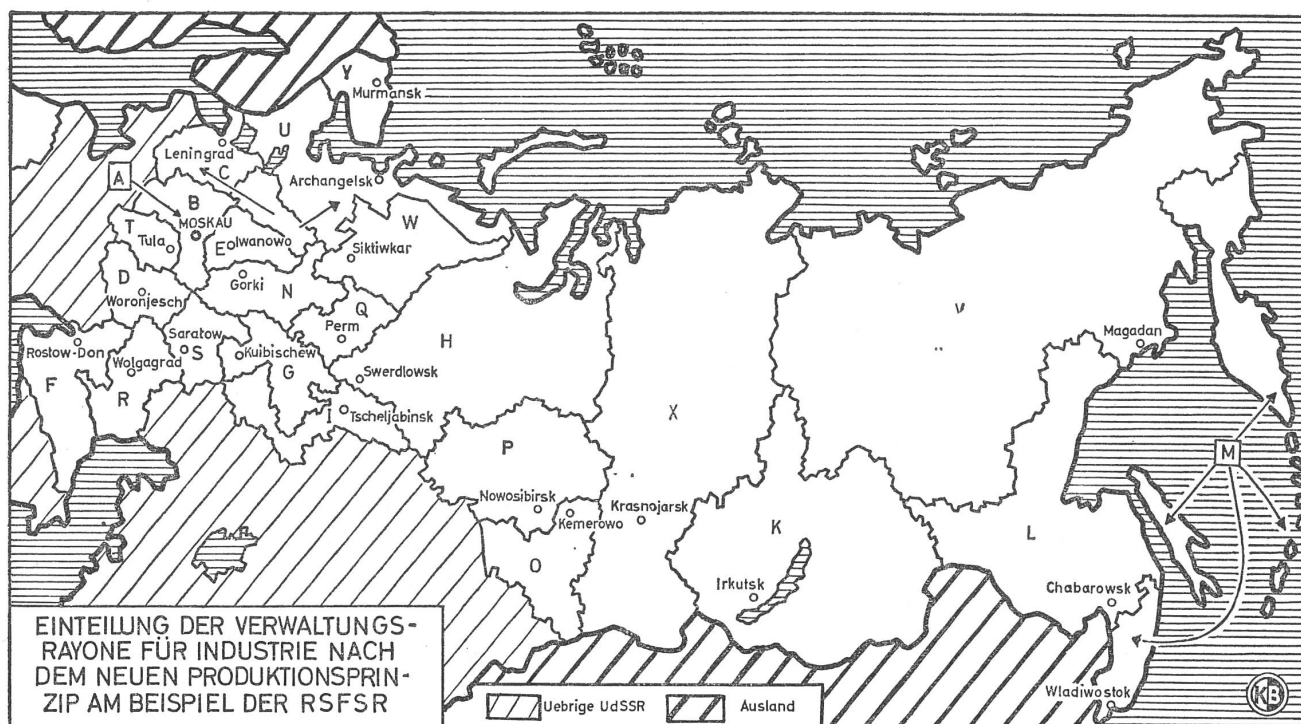 Y
Murmansk
U
Leningrad
C
Archangelsk
A
B
W
T
MOSKAU
Tula
E
Iwanowo
Siktiwkar
D
Gorki
N
Woronjesch
Q
Perm
Saratow
S
Rostow-Don
Wolgagrad
Kuibischew
G
H
V
Magadan
F
R
Swerdlowsk
I
Tscheljabinsk
X
P
M
Nowosibirsk
Kemerowo
Krasnojarsk
K
L
O
Irkutsk
Chabarowsk
Wladiwostok
EINTEILUNG DER VERWALTUNGS-
RAYONE FÜR INDUSTRIE NACH
DEM NEUEN PRODUKTIONSPRIN-
ZIP AM BEISPIEL DER RSFSR
Uebrige UdSSR
Ausland
KB